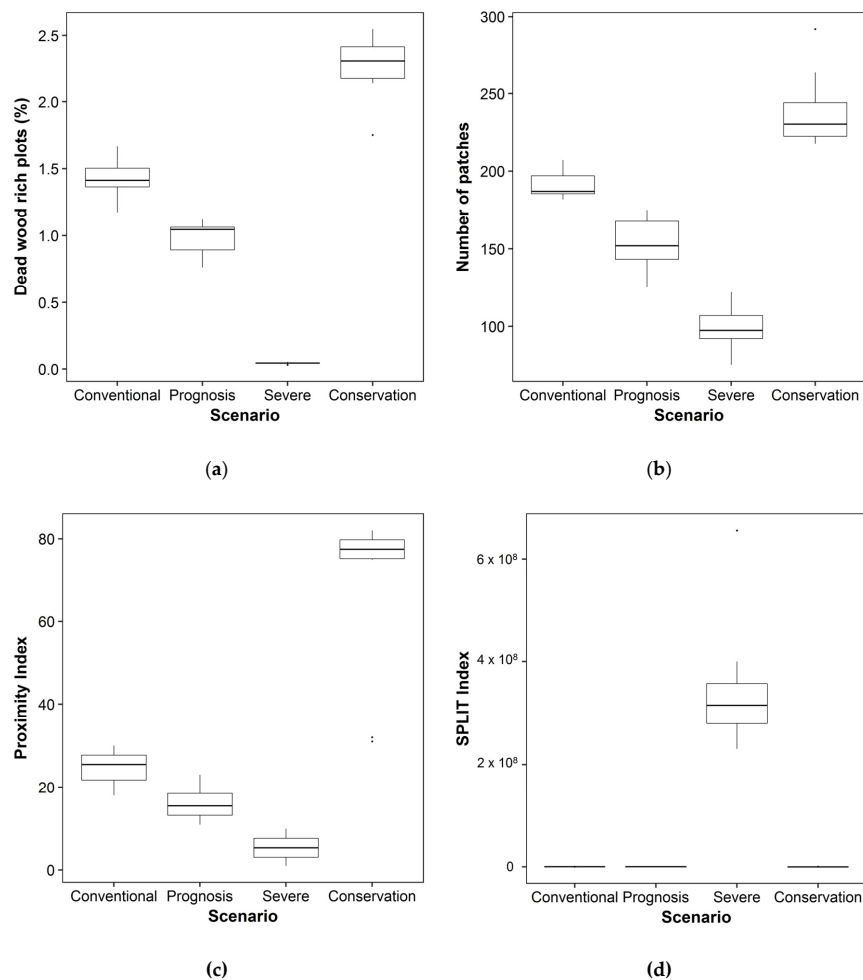 Dead wood rich plots (%)
2.5
2.0
1.5
1.0
0.5
0.0
Conventional Prognosis Severe Conservation
Scenario
(a)
Number of patches
300
250
200
150
100
Conventional Prognosis Severe Conservation
Scenario
(b)
Proximity Index
80
60
40
20
0
Conventional Prognosis Severe Conservation
Scenario
(c)
SPLIT Index
6 x 10⁸
4 x 10⁸
2 x 10⁸
0
Conventional Prognosis Severe Conservation
Scenario
(d)